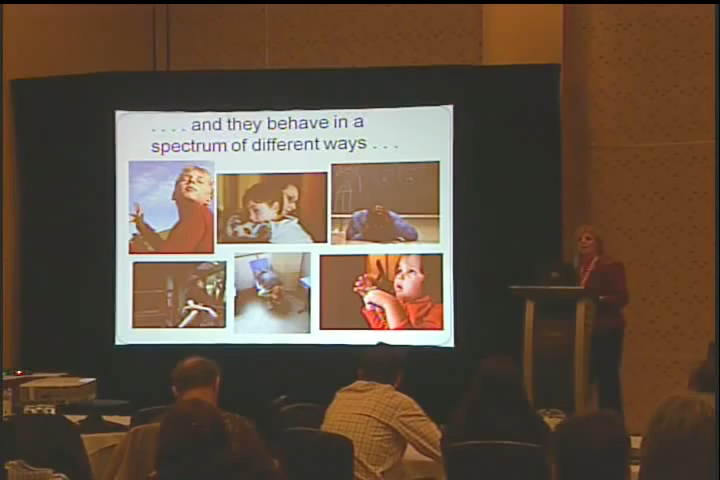 . . . . and they behave in a
spectrum of different ways . . .